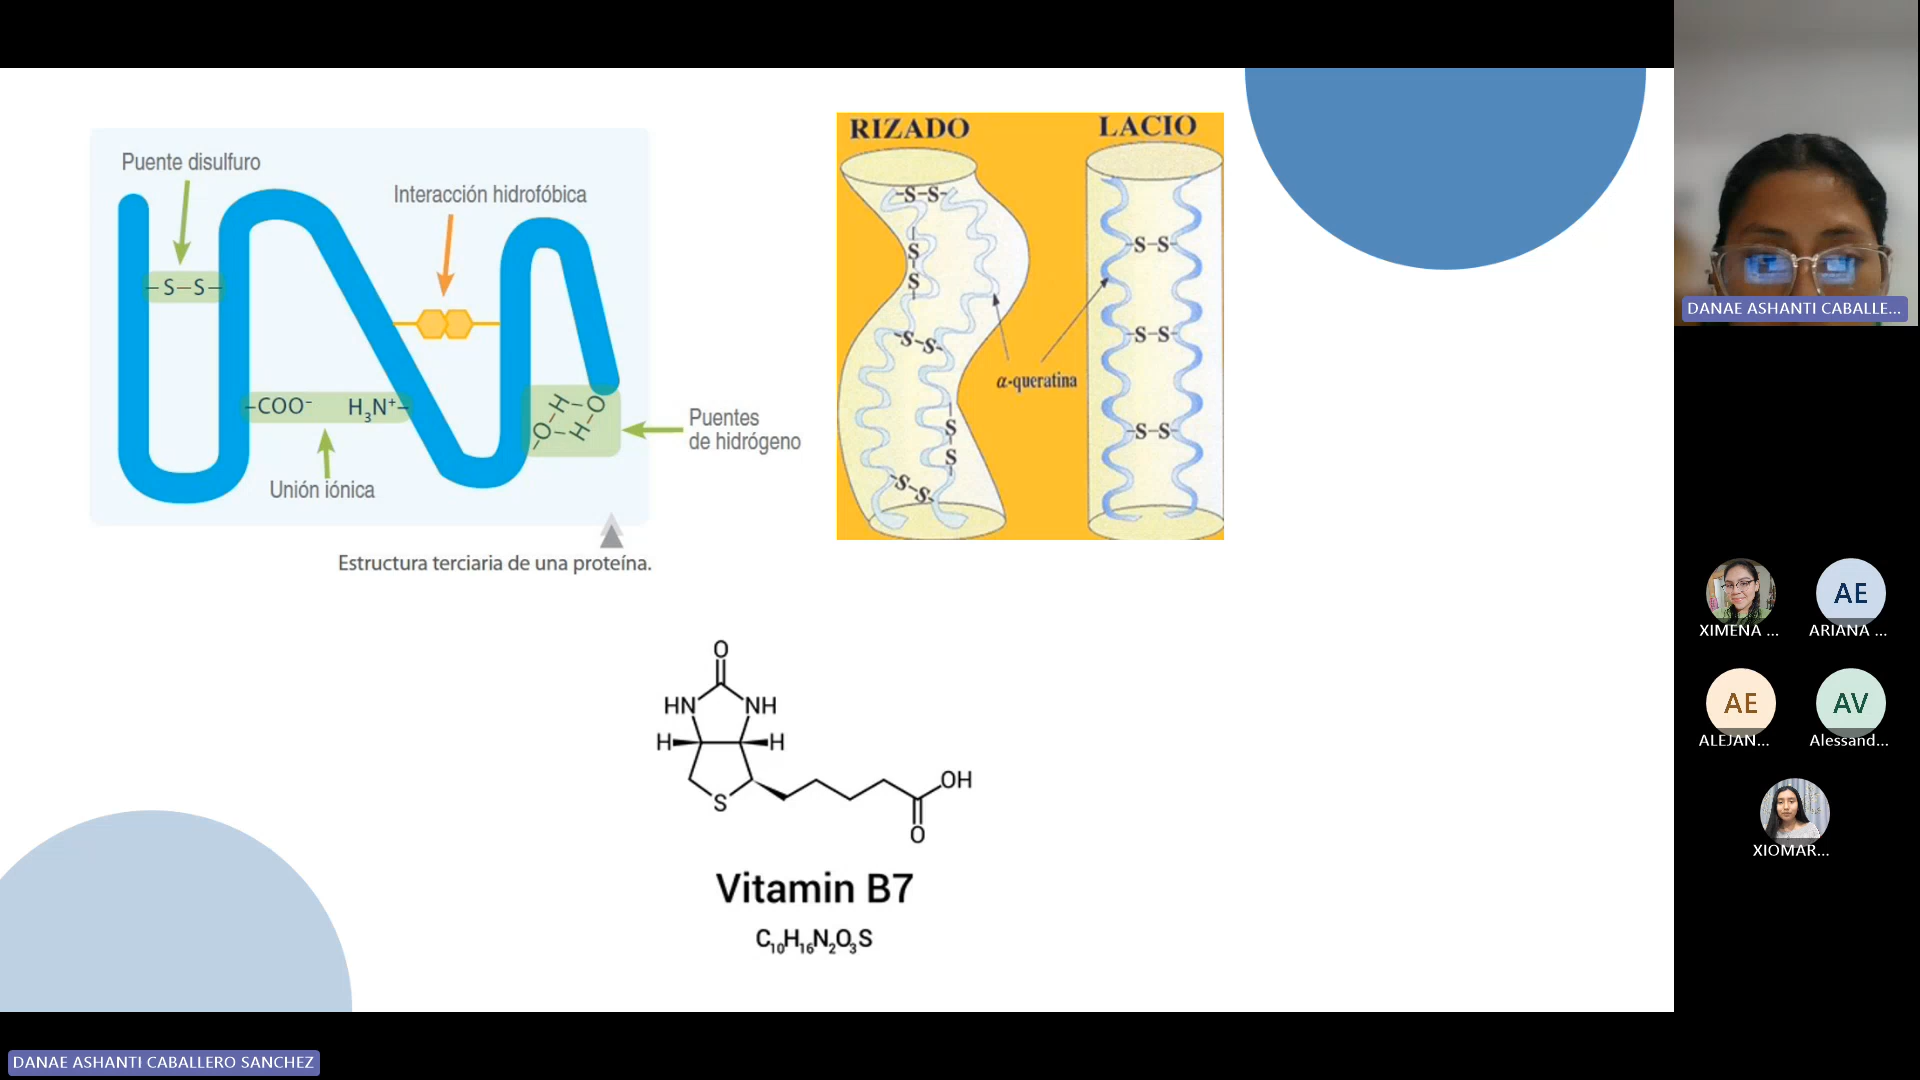 Puente disulfuro
Interacción hidrofóbica
-S-S-
-COO⁻ H₃N⁺-
-O-H
H-O
Puentes
de hidrógeno
Unión iónica
Estructura terciaria de una proteína.
RIZADO
LACIO
-S-S-
S
S
-S-S-
S
S
-S-S-
α-queratina
-S-S-
-S-S-
-S-S-
O
HN NH
H H
S
OH
O
Vitamin B7
C₁₀H₁₆N₂O₃S
DANAE ASHANTI CABALLE...
XIMENA ...
AE
ARIANA ...
AE
ALEJAN...
AV
Alessand...
XIOMAR...
DANAE ASHANTI CABALLERO SANCHEZ